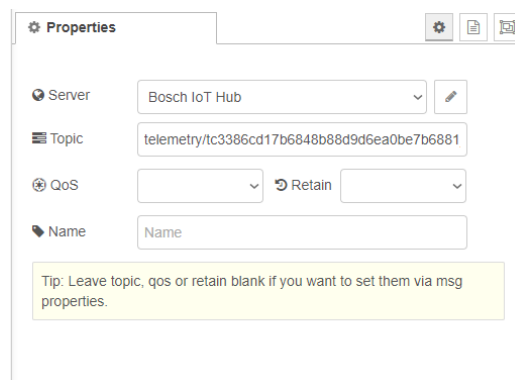 Properties
Server
Bosch IoT Hub
Topic
telemetry/tc3386cd17b6848b88d9d6ea0be7b6881
QoS
Retain
Name
Name
Tip: Leave topic, qos or retain blank if you want to set them via msg
properties.